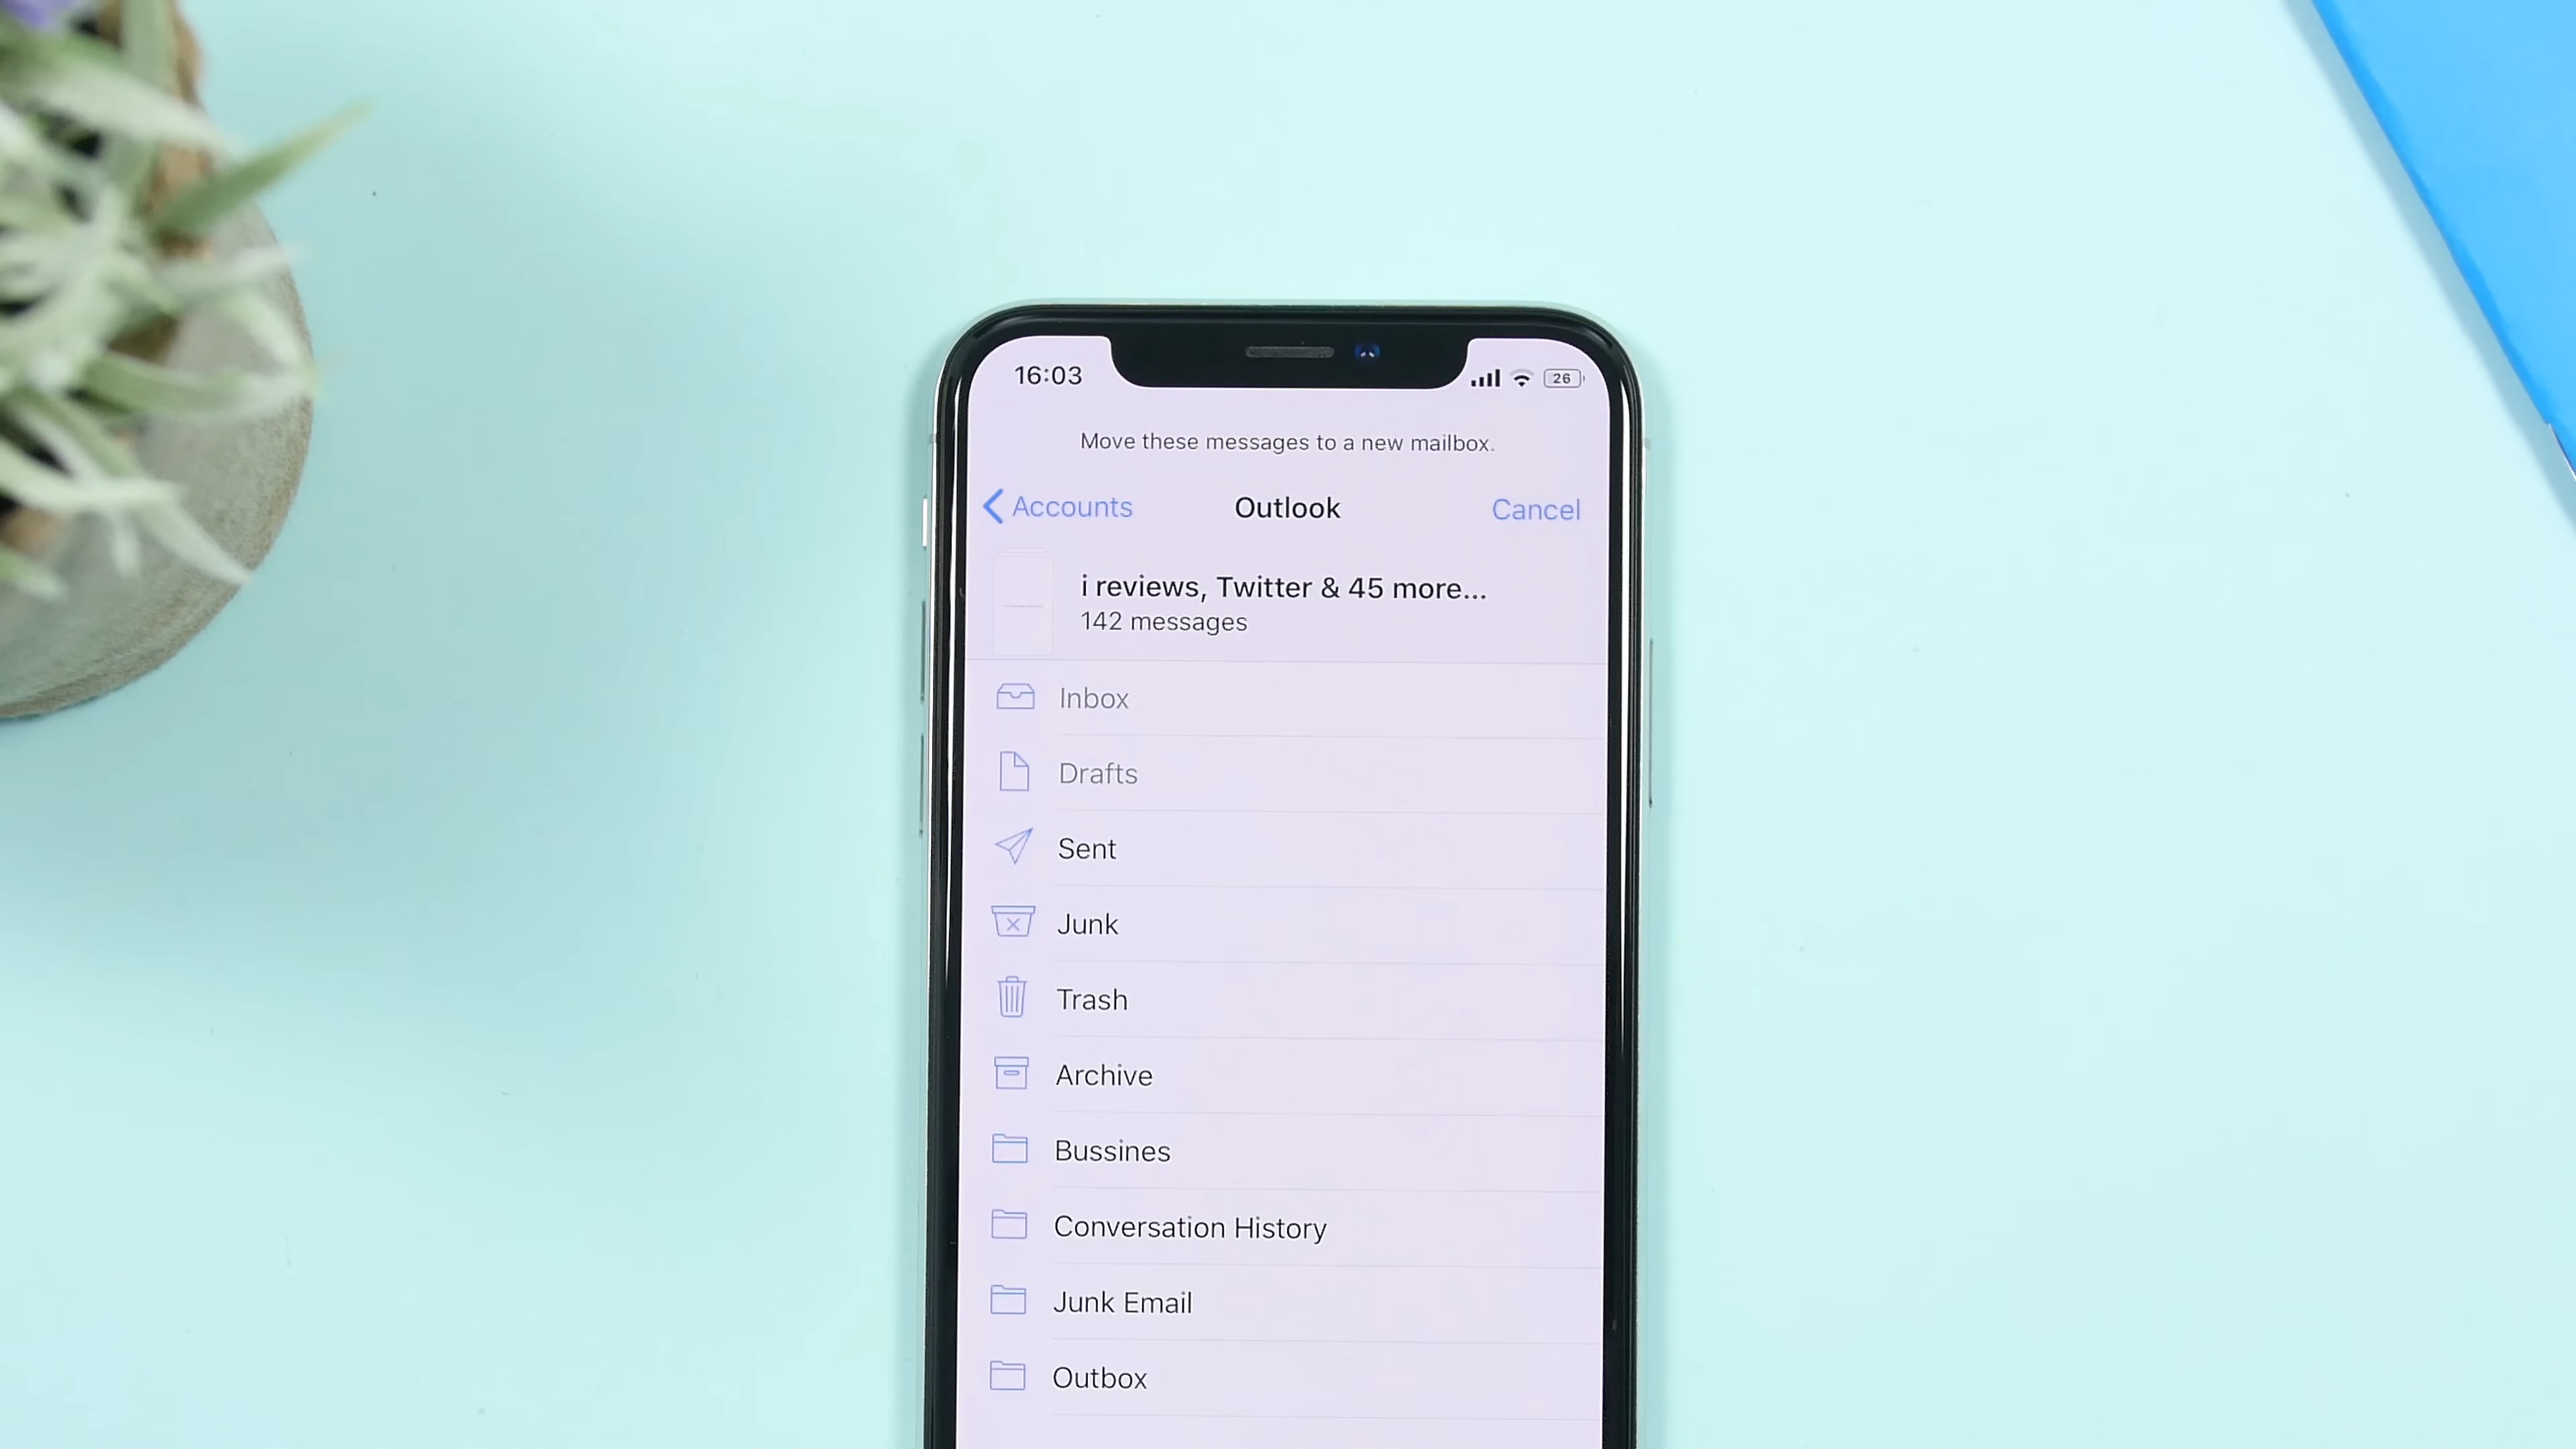 16:03
26
Move these messages to a new mailbox.
Accounts
Outlook
Cancel
i reviews, Twitter & 45 more...
142 messages
Inbox
Drafts
Sent
Junk
Trash
Archive
Bussines
Conversation History
Junk Email
Outbox